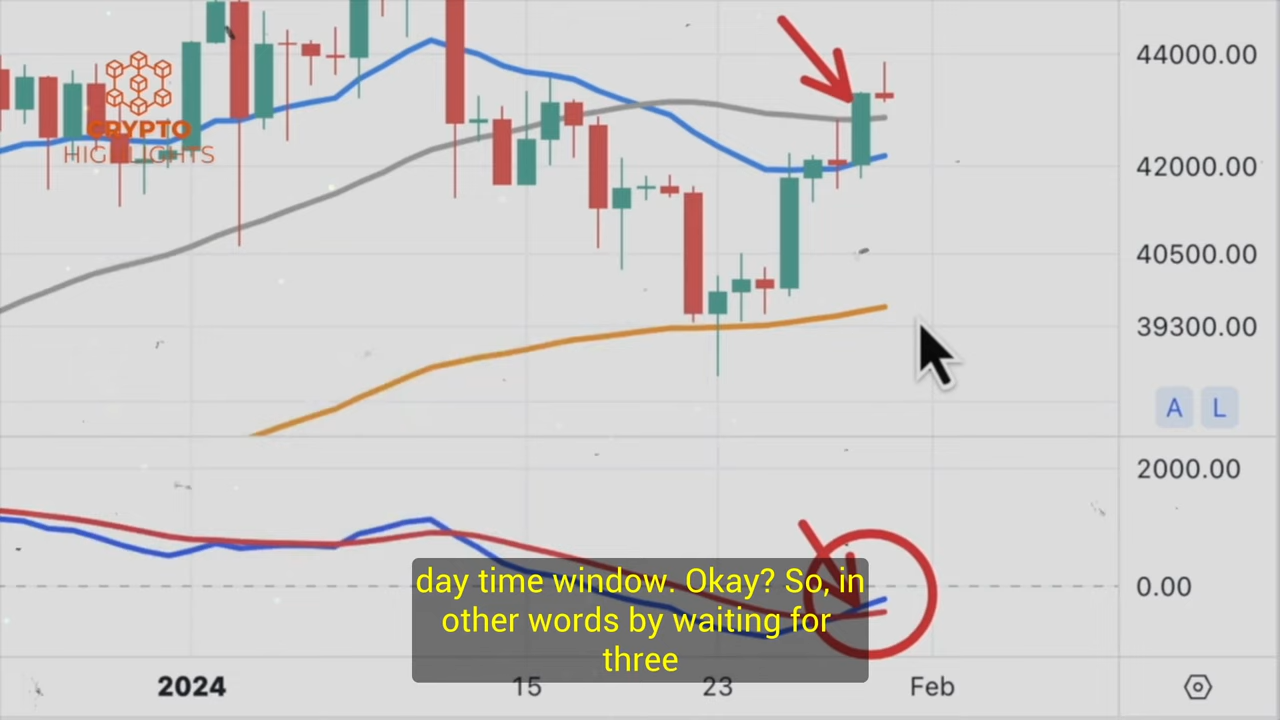 44000.00
CRYPTO
HIGHLIGHTS
42000.00
40500.00
39300.00
A L
2000.00
0.00
day time window. Okay? So, in
other words by waiting for
three
2024 15 23 Feb